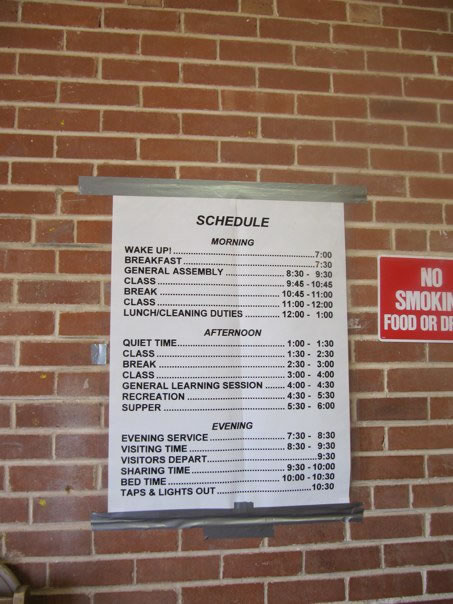 SCHEDULE
MORNING
WAKE UP! 7:00
BREAKFAST 7:30
GENERAL ASSEMBLY 8:30 - 9:30
CLASS 9:45 - 10:45
BREAK 10:45 - 11:00
CLASS 11:00 - 12:00
LUNCH/CLEANING DUTIES 12:00 - 1:00
AFTERNOON
QUIET TIME 1:00 - 1:30
CLASS 1:30 - 2:30
BREAK 2:30 - 3:00
CLASS 3:00 - 4:00
GENERAL LEARNING SESSION 4:00 - 4:30
RECREATION 4:30 - 5:30
SUPPER 5:30 - 6:00
EVENING
EVENING SERVICE 7:30 - 8:30
VISITING TIME 8:30 - 9:30
VISITORS DEPART 9:30
SHARING TIME 9:30 - 10:00
BED TIME 10:00 - 10:30
TAPS & LIGHTS OUT 10:30
NO
SMOKIN
FOOD OR DR